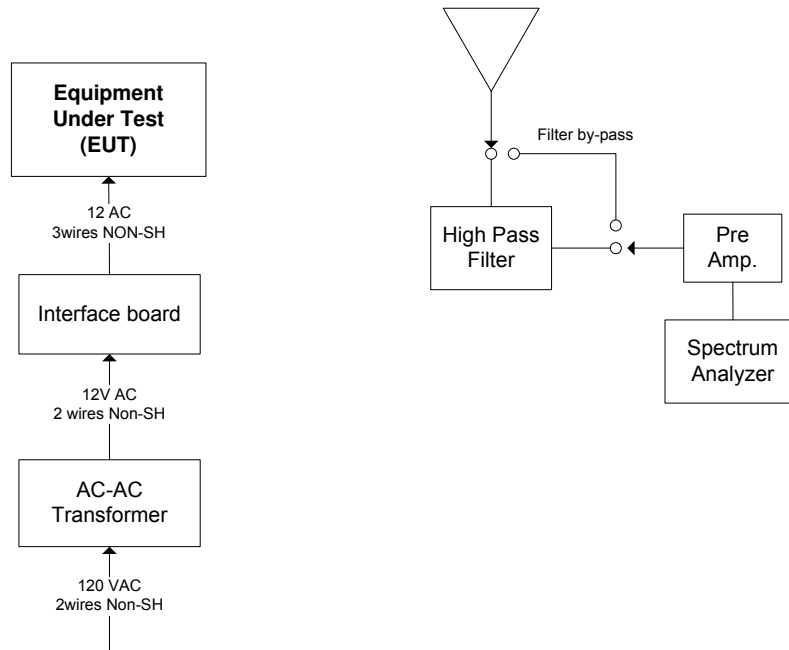 Equipment
Under Test
(EUT)
12 AC
3wires NON-SH
Interface board
12V AC
2 wires Non-SH
AC-AC
Transformer
120 VAC
2wires Non-SH
Filter by-pass
High Pass
Filter
Pre
Amp.
Spectrum
Analyzer